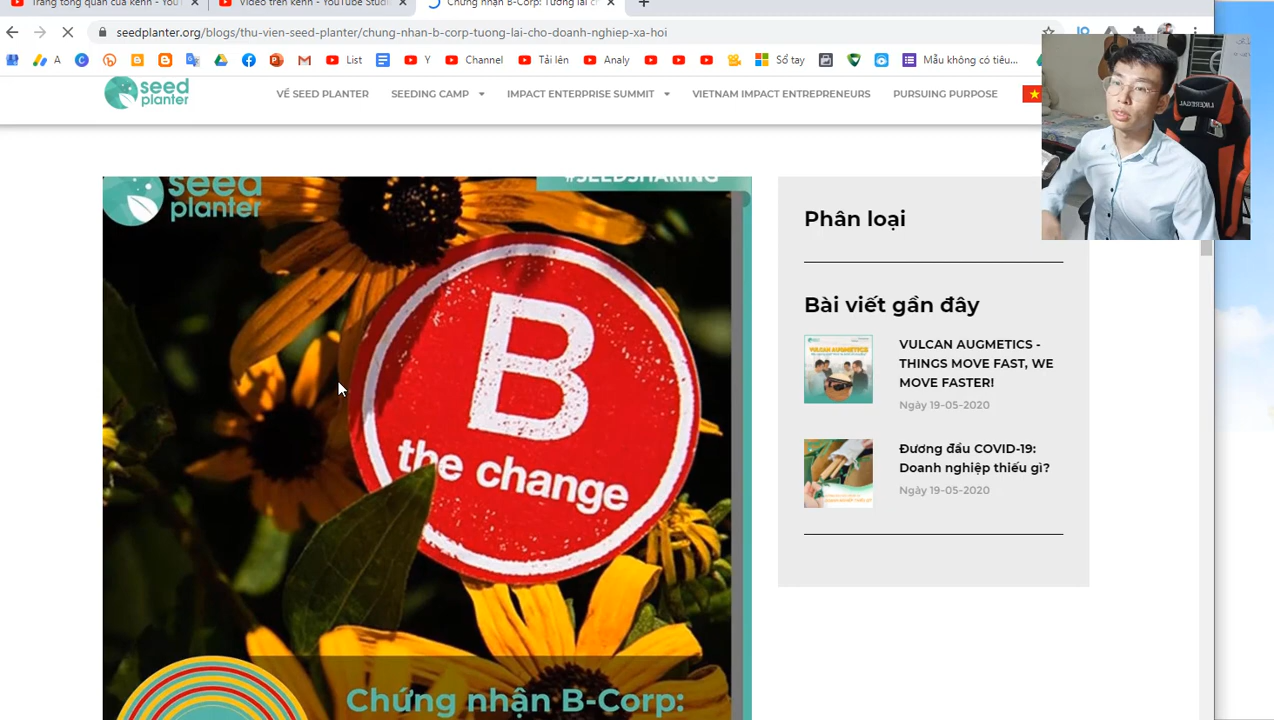 Trang tổng quan của kênh - YouT
Video trên kênh - YouTube Studi
Chứng nhận B-Corp: Tương lai ch
seedplanter.org/blogs/thu-vien-seed-planter/chung-nhan-b-corp-tuong-lai-cho-doanh-nghiep-xa-hoi
A
List
Y
Channel
Tải lên
Analy
Sổ tay
Mẫu không có tiêu...
seed
planter
VỀ SEED PLANTER
SEEDING CAMP
IMPACT ENTERPRISE SUMMIT
VIETNAM IMPACT ENTREPRENEURS
PURSUING PURPOSE
seed
planter
#SEEDSHARING
B
the change
Chứng nhận B-Corp:
Phân loại
Bài viết gần đây
VULCAN AUGMETICS -
THINGS MOVE FAST, WE
MOVE FASTER!
Ngày 19-05-2020
Đương đầu COVID-19:
Doanh nghiệp thiếu gì?
Ngày 19-05-2020